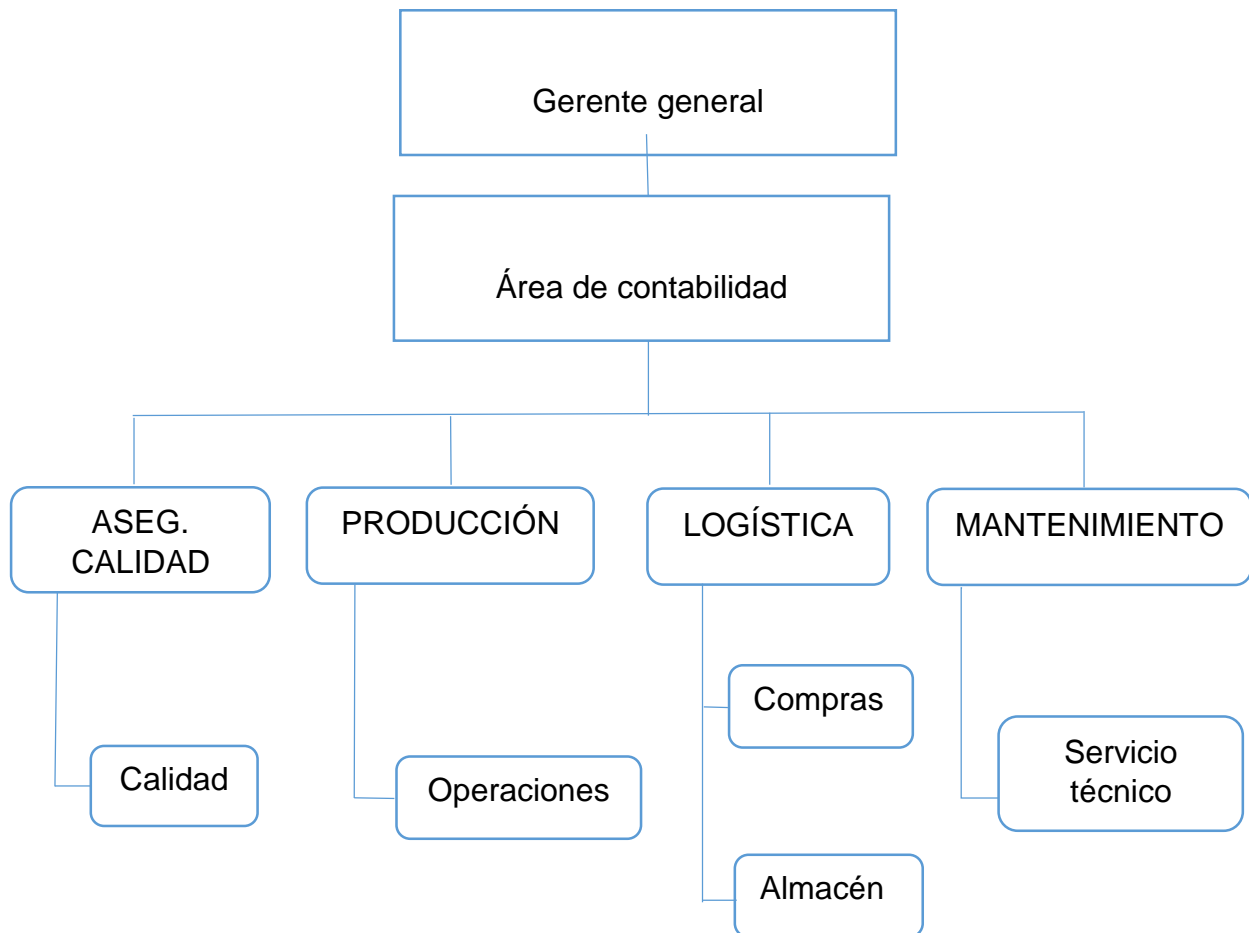 Gerente general
Área de contabilidad
ASEG.
CALIDAD
PRODUCCIÓN
LOGÍSTICA
MANTENIMIENTO
Calidad
Operaciones
Compras
Almacén
Servicio
técnico